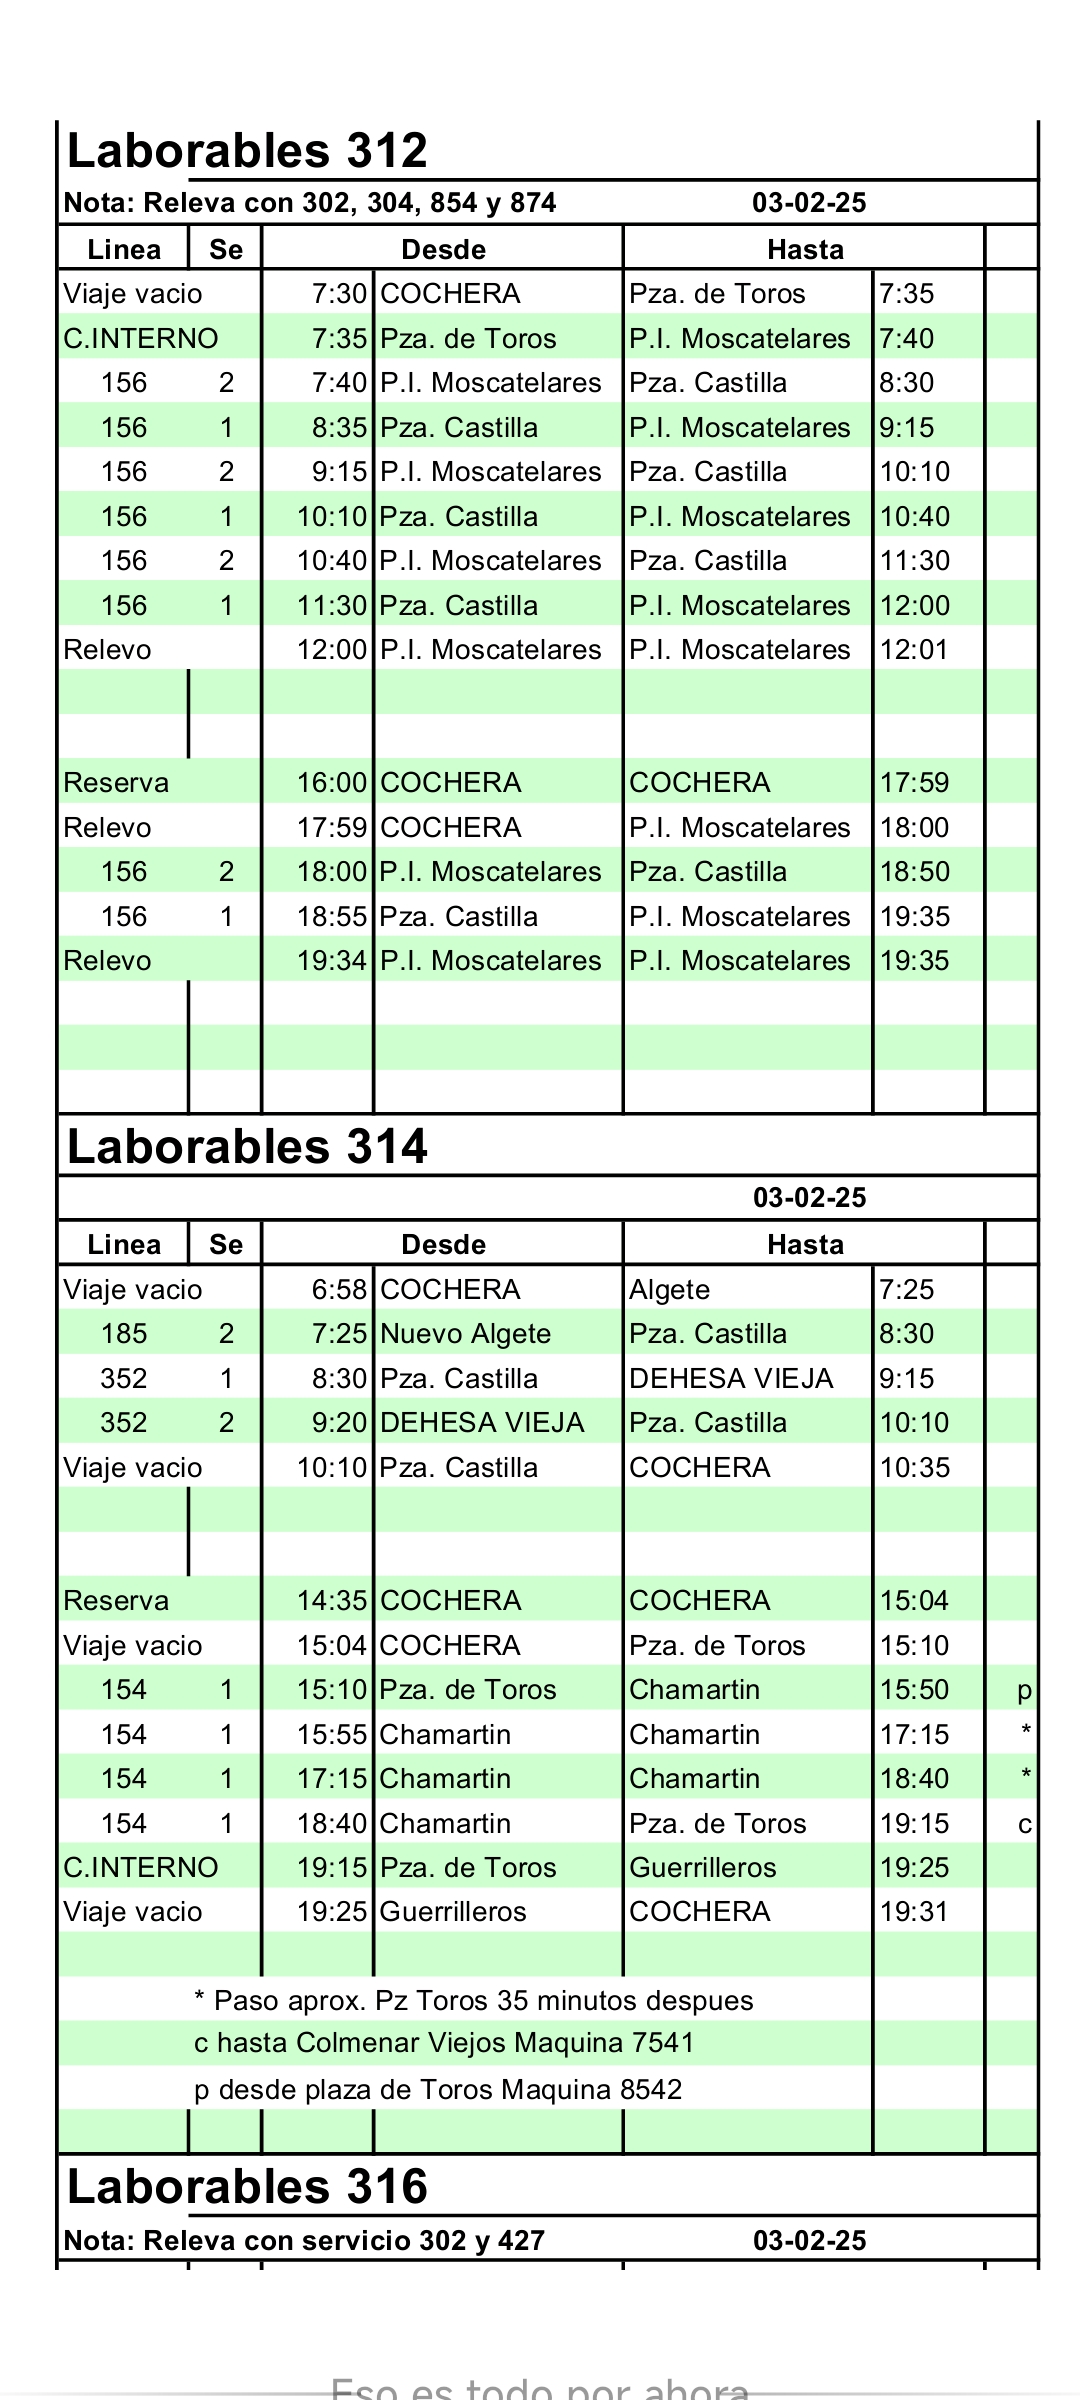 Laborables 312
Nota: Releva con 302, 304, 854 y 874 03-02-25
Linea Se Desde Hasta
Viaje vacio 7:30 COCHERA Pza. de Toros 7:35
C.INTERNO 7:35 Pza. de Toros P.I. Moscatelares 7:40
156 2 7:40 P.I. Moscatelares Pza. Castilla 8:30
156 1 8:35 Pza. Castilla P.I. Moscatelares 9:15
156 2 9:15 P.I. Moscatelares Pza. Castilla 10:10
156 1 10:10 Pza. Castilla P.I. Moscatelares 10:40
156 2 10:40 P.I. Moscatelares Pza. Castilla 11:30
156 1 11:30 Pza. Castilla P.I. Moscatelares 12:00
Relevo 12:00 P.I. Moscatelares P.I. Moscatelares 12:01
Reserva 16:00 COCHERA COCHERA 17:59
Relevo 17:59 COCHERA P.I. Moscatelares 18:00
156 2 18:00 P.I. Moscatelares Pza. Castilla 18:50
156 1 18:55 Pza. Castilla P.I. Moscatelares 19:35
Relevo 19:34 P.I. Moscatelares P.I. Moscatelares 19:35
Laborables 314
03-02-25
Linea Se Desde Hasta
Viaje vacio 6:58 COCHERA Algete 7:25
185 2 7:25 Nuevo Algete Pza. Castilla 8:30
352 1 8:30 Pza. Castilla DEHESA VIEJA 9:15
352 2 9:20 DEHESA VIEJA Pza. Castilla 10:10
Viaje vacio 10:10 Pza. Castilla COCHERA 10:35
Reserva 14:35 COCHERA COCHERA 15:04
Viaje vacio 15:04 COCHERA Pza. de Toros 15:10
154 1 15:10 Pza. de Toros Chamartin 15:50 p
154 1 15:55 Chamartin Chamartin 17:15 *
154 1 17:15 Chamartin Chamartin 18:40 *
154 1 18:40 Chamartin Pza. de Toros 19:15 c
C.INTERNO 19:15 Pza. de Toros Guerrilleros 19:25
Viaje vacio 19:25 Guerrilleros COCHERA 19:31
* Paso aprox. Pz Toros 35 minutos despues
c hasta Colmenar Viejos Maquina 7541
p desde plaza de Toros Maquina 8542
Laborables 316
Nota: Releva con servicio 302 y 427 03-02-25
Eso es todo por ahora